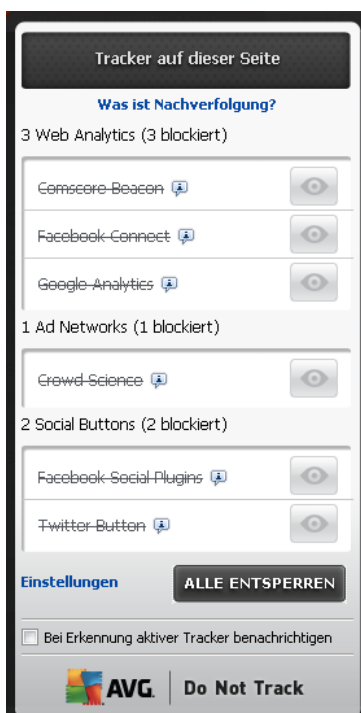 Tracker auf dieser Seite
Was ist Nachverfolgung?
3 Web Analytics (3 blockiert)
Comscore Beacon
Facebook Connect
Google Analytics
1 Ad Networks (1 blockiert)
Crowd Science
2 Social Buttons (2 blockiert)
Facebook Social Plugins
Twitter Button
Einstellungen ALLE ENTSPERREN
Bei Erkennung aktiver Tracker benachrichtigen
AVG. Do Not Track